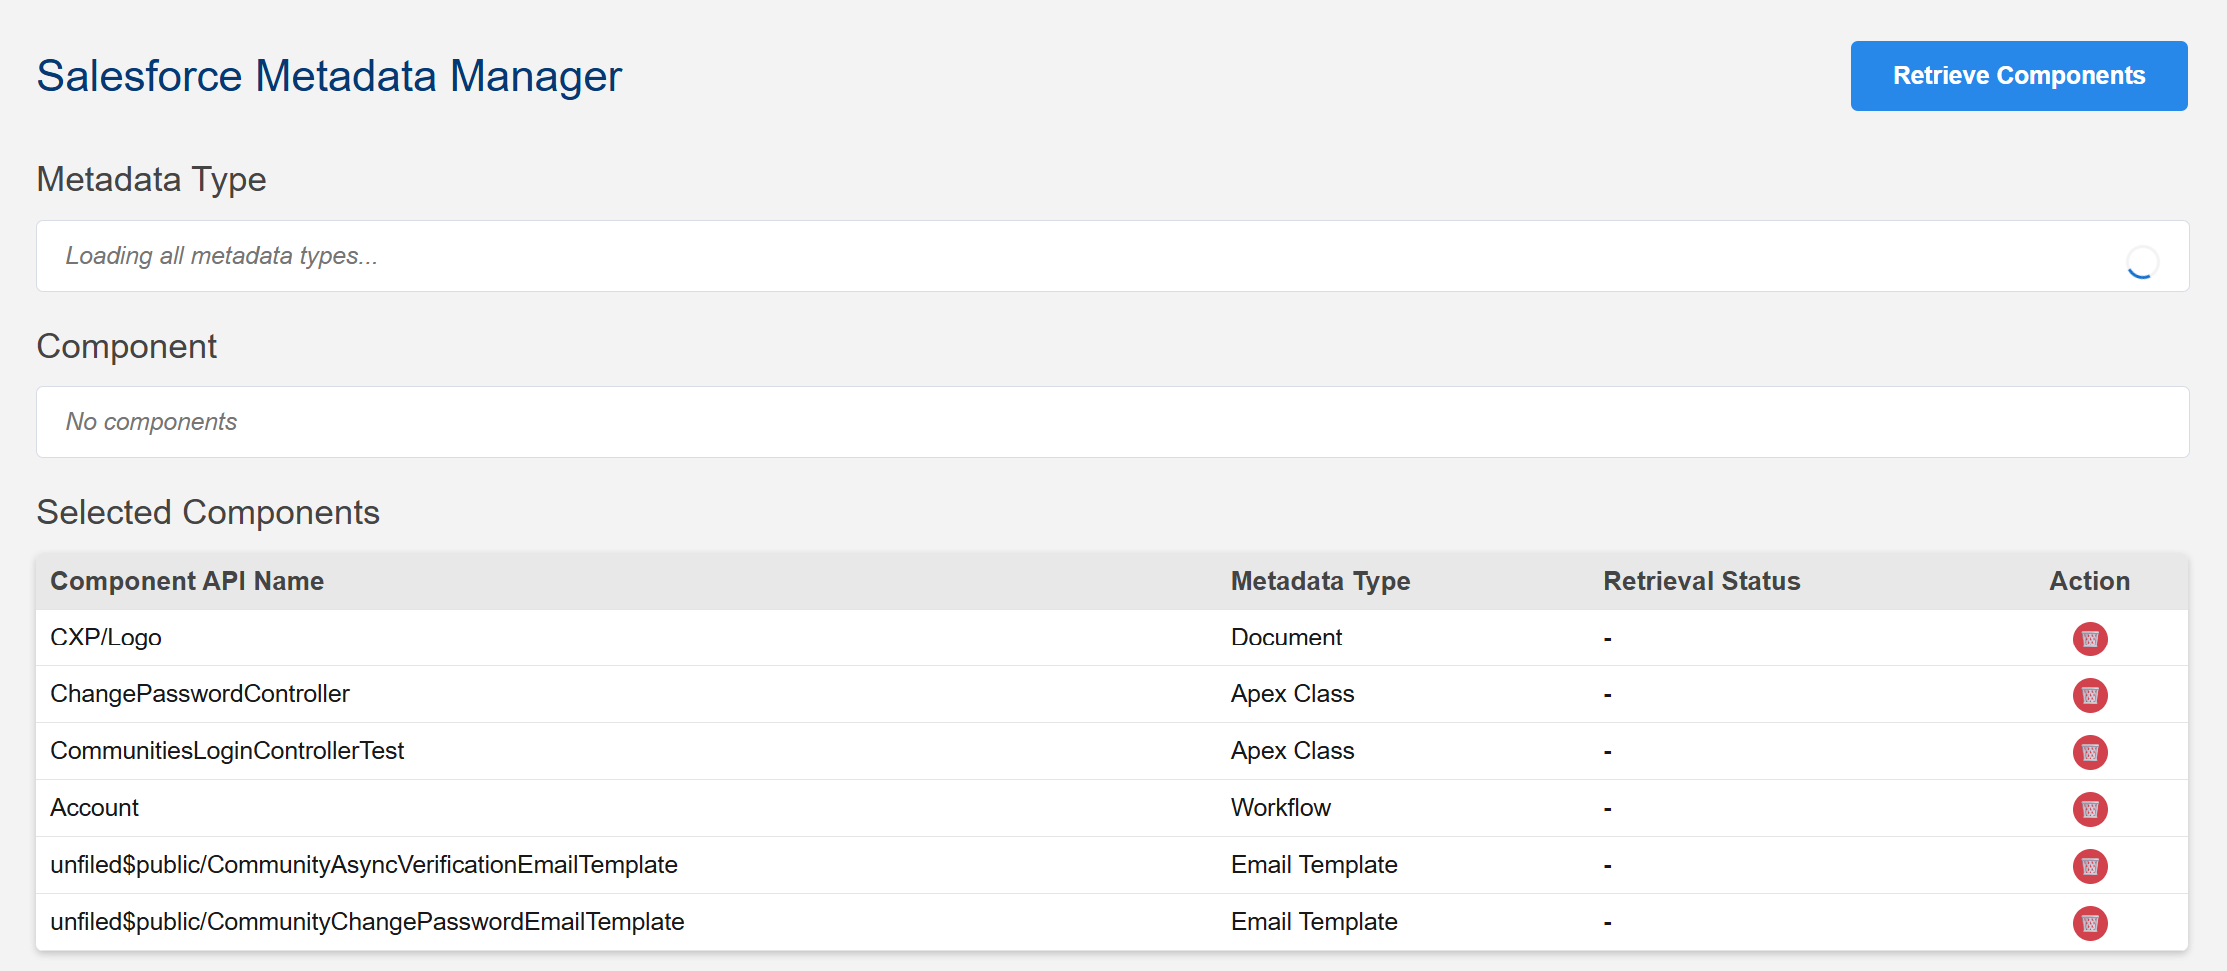 Salesforce Metadata Manager
Retrieve Components
Metadata Type
Loading all metadata types...
Component
No components
Selected Components
Component API Name Metadata Type Retrieval Status Action
CXP/Logo Document -
ChangePasswordController Apex Class -
CommunitiesLoginControllerTest Apex Class -
Account Workflow -
unfiled$public/CommunityAsyncVerificationEmailTemplate Email Template -
unfiled$public/CommunityChangePasswordEmailTemplate Email Template -